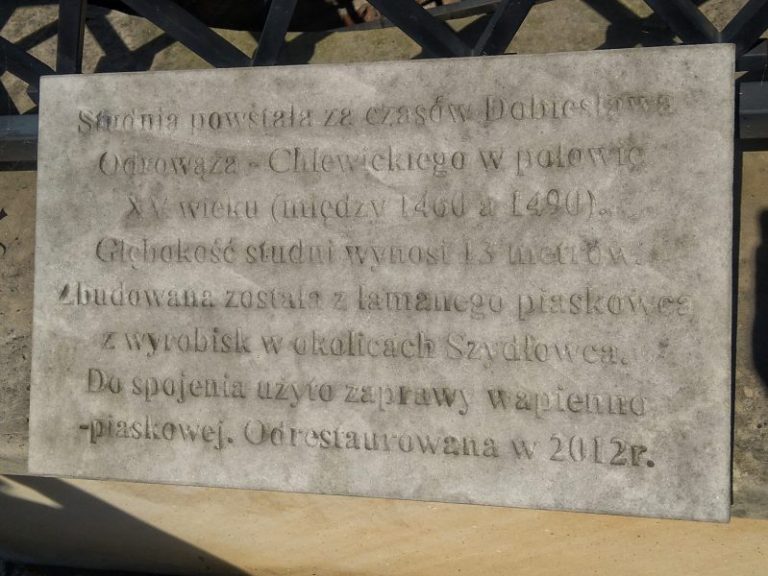 Studnia powstała za czasów Dobiesława
Odrowąża - Chlewickiego w połowie
XV wieku (między 1460 a 1490).
Głębokość studni wynosi 13 metrów.
Zbudowana została z łamanego piaskowca
z wyrobisk w okolicach Szydłowca.
Do spojenia użyto zaprawy wapienno
-piaskowej. Odrestaurowana w 2012r.